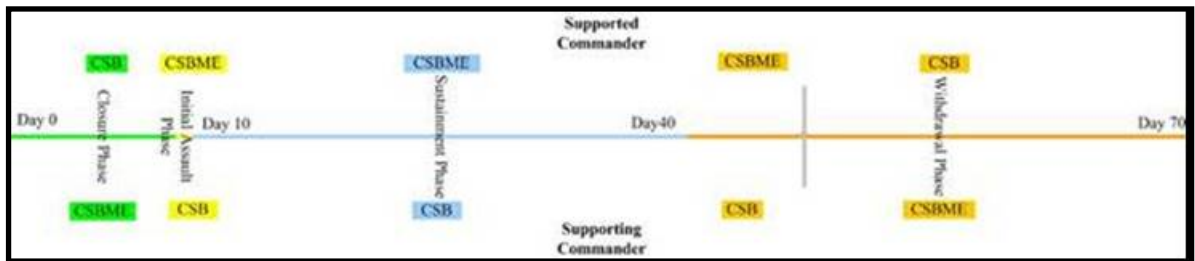 Supported
Commander
CSB
CSBME
CSBME
CSBME
CSB
Day 0
Closure Phase
Initial Assault
Phase
Day 10
Sustainment Phase
Day40
Withdrawal Phase
Day 70
CSBME
CSB
CSB
CSB
CSBME
Supporting
Commander